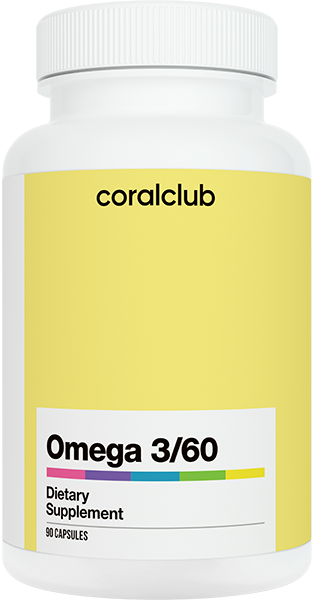 coralclub
Omega 3/60
Dietary
Supplement
90 CAPSULES